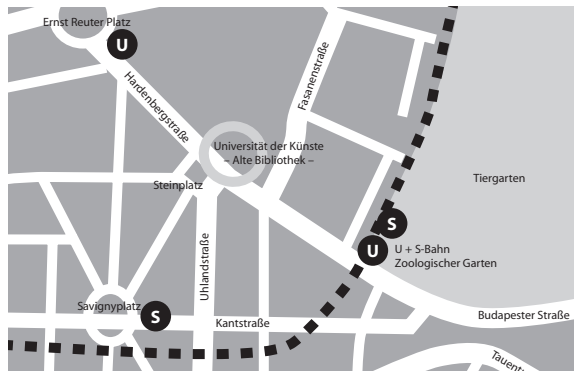 Ernst Reuter Platz
U
Hardenbergstraße
Fasanenstraße
Universität der Künste
– Alte Bibliothek –
Steinplatz
Tiergarten
S
U
U + S-Bahn
Zoologischer Garten
Uhlandstraße
Savignyplatz
S
Kantstraße
Budapester Straße
Tauent